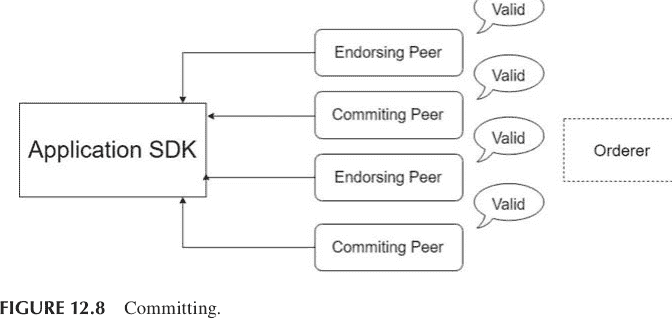 Valid
Endorsing Peer
Valid
Commiting Peer
Valid
Application SDK
Orderer
Endorsing Peer
Valid
Commiting Peer
FIGURE 12.8 Committing.